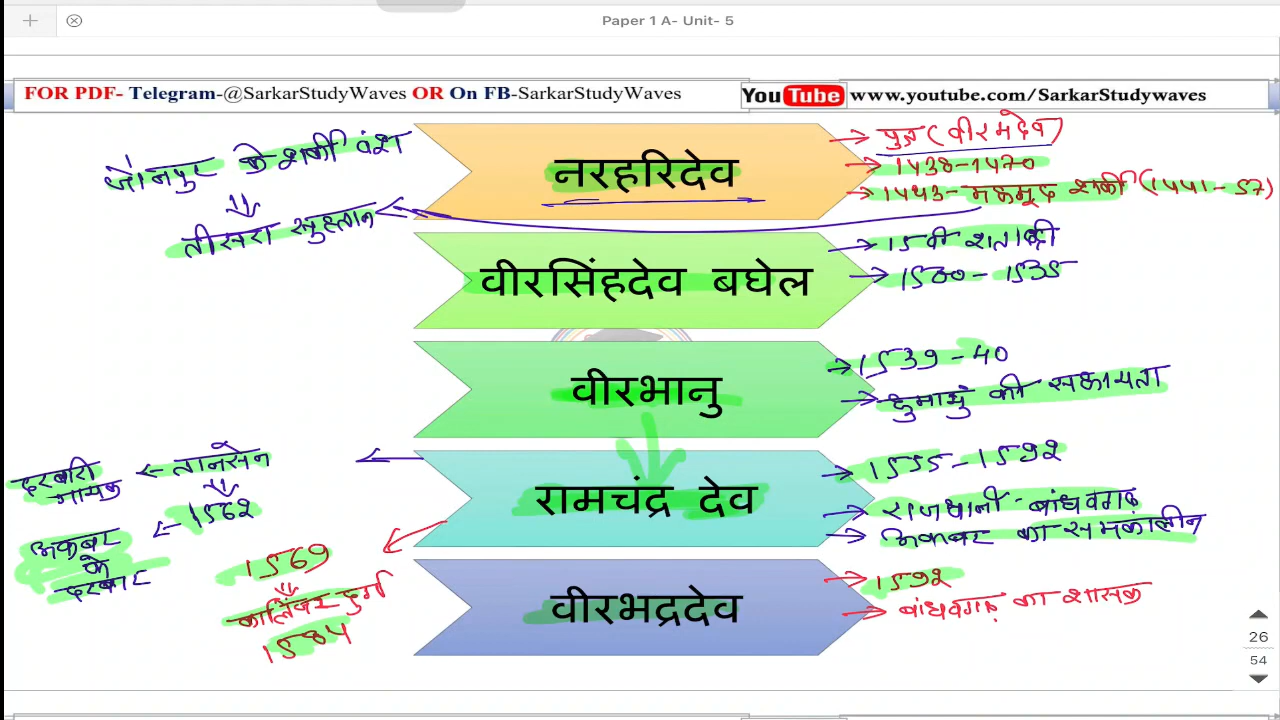 Paper 1 A- Unit- 5
FOR PDF- Telegram-@SarkarStudyWaves OR On FB-SarkarStudyWaves
YouTube www.youtube.com/SarkarStudywaves
जौनपुर के शर्की वंश
तीसरा सुल्तान
नरहरिदेव
पुत्र (वीरमदेव)
1438-1470
1443- महमूद शर्की (1441-57)
वीरसिंहदेव बघेल
15वी शताब्दी
1500-1535
वीरभानु
1539-40
हुमायुं की सहायता
रामचंद्र देव
1555-1592
राजधानी- बांधवगढ़
अकबर का समकालीन
तानसेन
दरबारी गायक
1562
अकबर के दरबार
1569
कालिंजर दुर्ग
1584
वीरभद्रदेव
1592
बांधवगढ़ का शासक
26
54